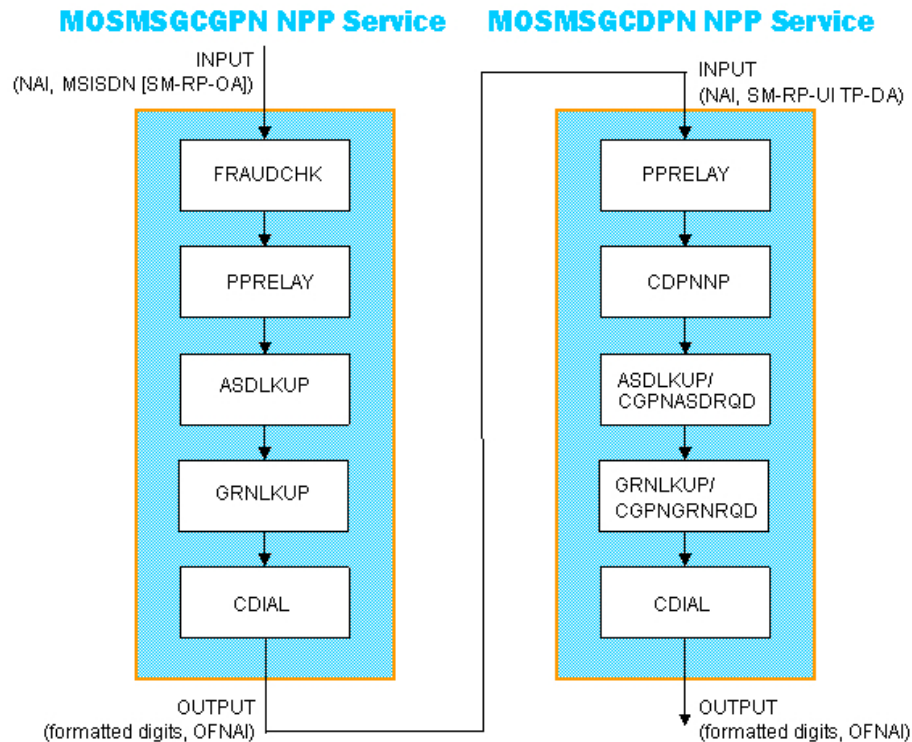 MOSMSGCGPN NPP Service
INPUT
(NAI, MSISDN [SM-RP-OA])
FRAUDCHK
PPRELAY
ASDLKUP
GRNLKUP
CDIAL
OUTPUT
(formatted digits, OFNAI)
MOSMSGCDPN NPP Service
INPUT
(NAI, SM-RP-UI TP-DA)
PPRELAY
CDPNNP
ASDLKUP/
CGPNASDRQD
GRNLKUP/
CGPNGRNRQD
CDIAL
OUTPUT
(formatted digits, OFNAI)